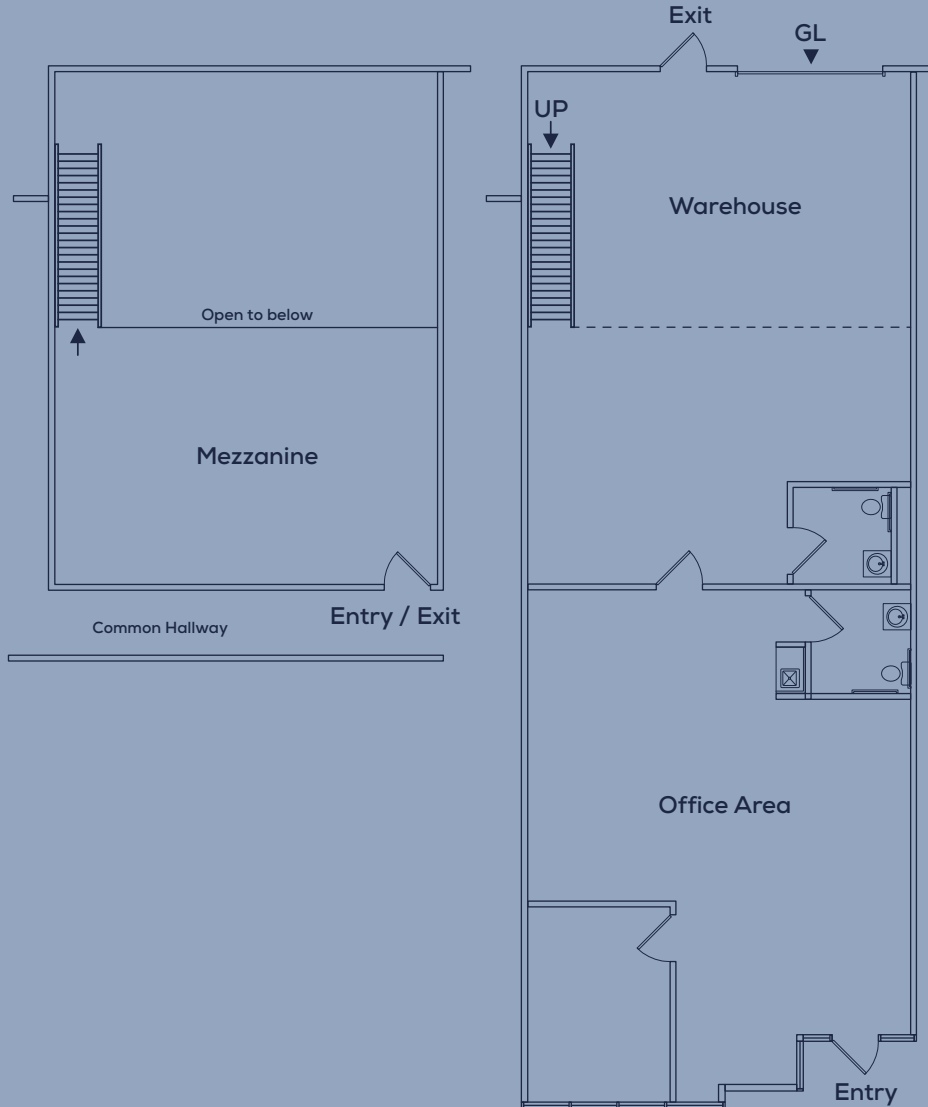 Exit
GL
UP
Warehouse
Open to below
Mezzanine
Entry / Exit
Common Hallway
Office Area
Entry